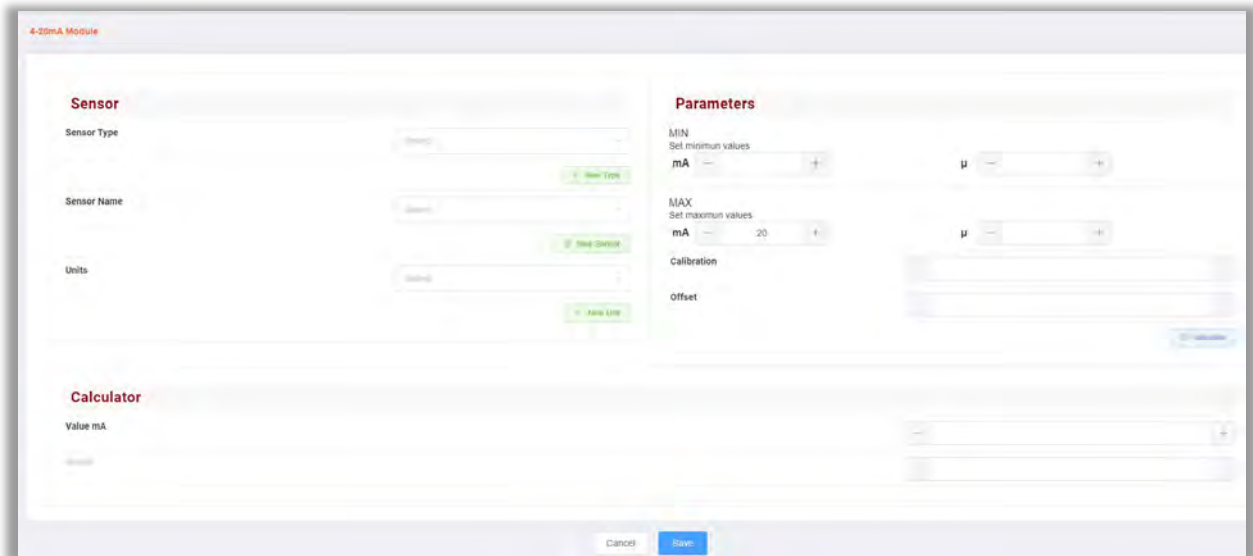 4-20mA Module
Sensor
Sensor Type
Select
+ New Type
Sensor Name
Select
New Sensor
Units
Select
+ New Unit
Parameters
MIN
Set minimun values
mA − + µ − +
MAX
Set maximun values
mA − 20 + µ − +
Calibration
Offset
Calculator
Value mA
− +
Cancel Save